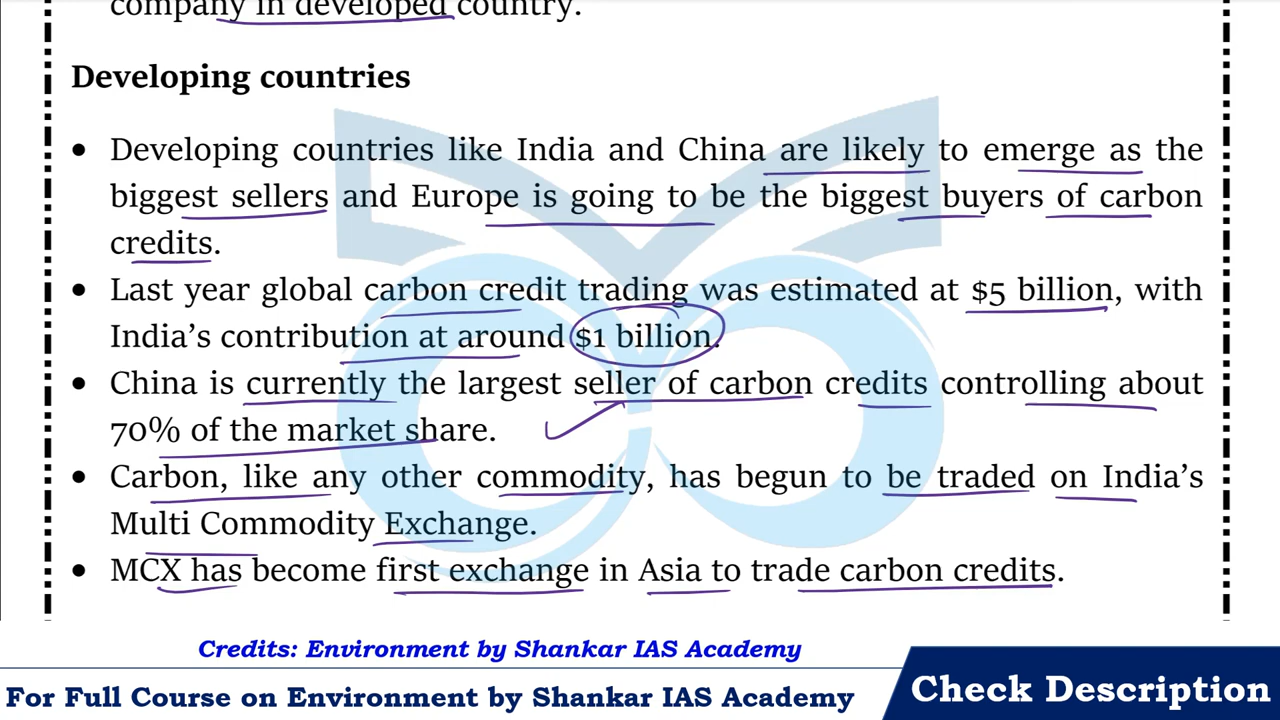 company in developed country.
Developing countries
• Developing countries like India and China are likely to emerge as the
biggest sellers and Europe is going to be the biggest buyers of carbon
credits.
• Last year global carbon credit trading was estimated at $5 billion, with
India’s contribution at around $1 billion.
• China is currently the largest seller of carbon credits controlling about
70% of the market share.
• Carbon, like any other commodity, has begun to be traded on India’s
Multi Commodity Exchange.
• MCX has become first exchange in Asia to trade carbon credits.
Credits: Environment by Shankar IAS Academy
For Full Course on Environment by Shankar IAS Academy
Check Description